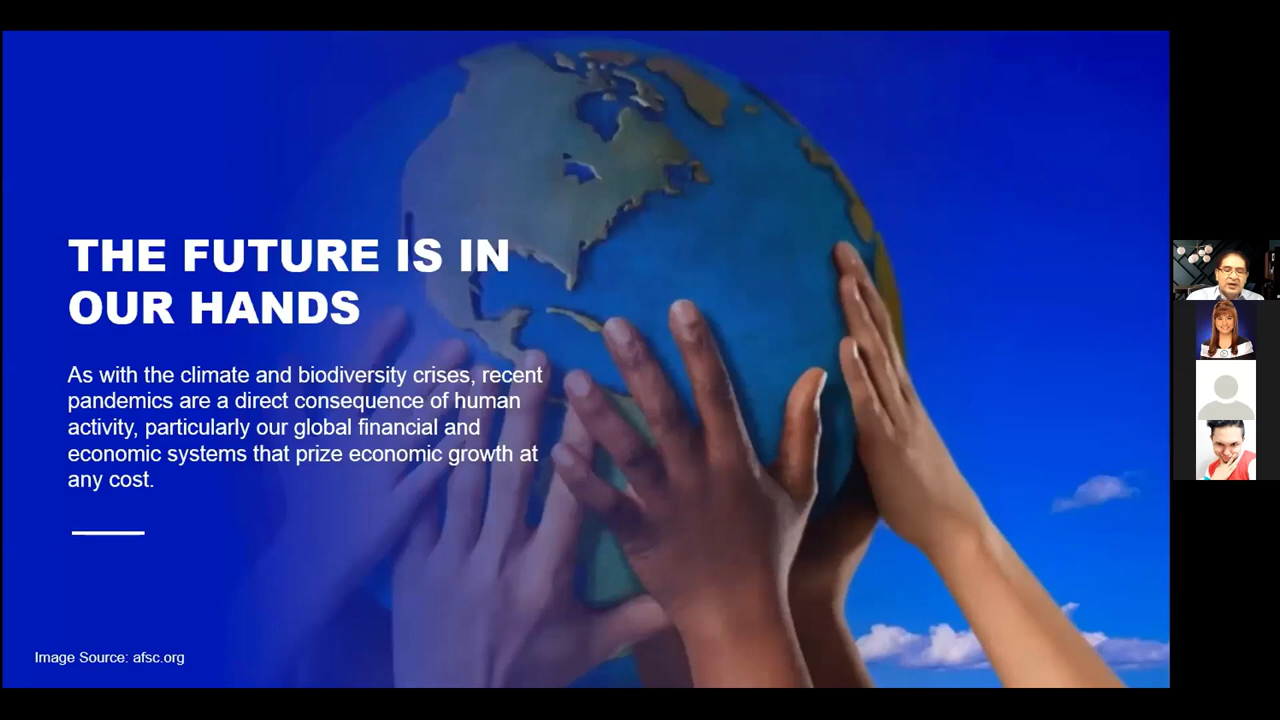 THE FUTURE IS IN
OUR HANDS
As with the climate and biodiversity crises, recent
pandemics are a direct consequence of human
activity, particularly our global financial and
economic systems that prize economic growth at
any cost.
Image Source: afsc.org